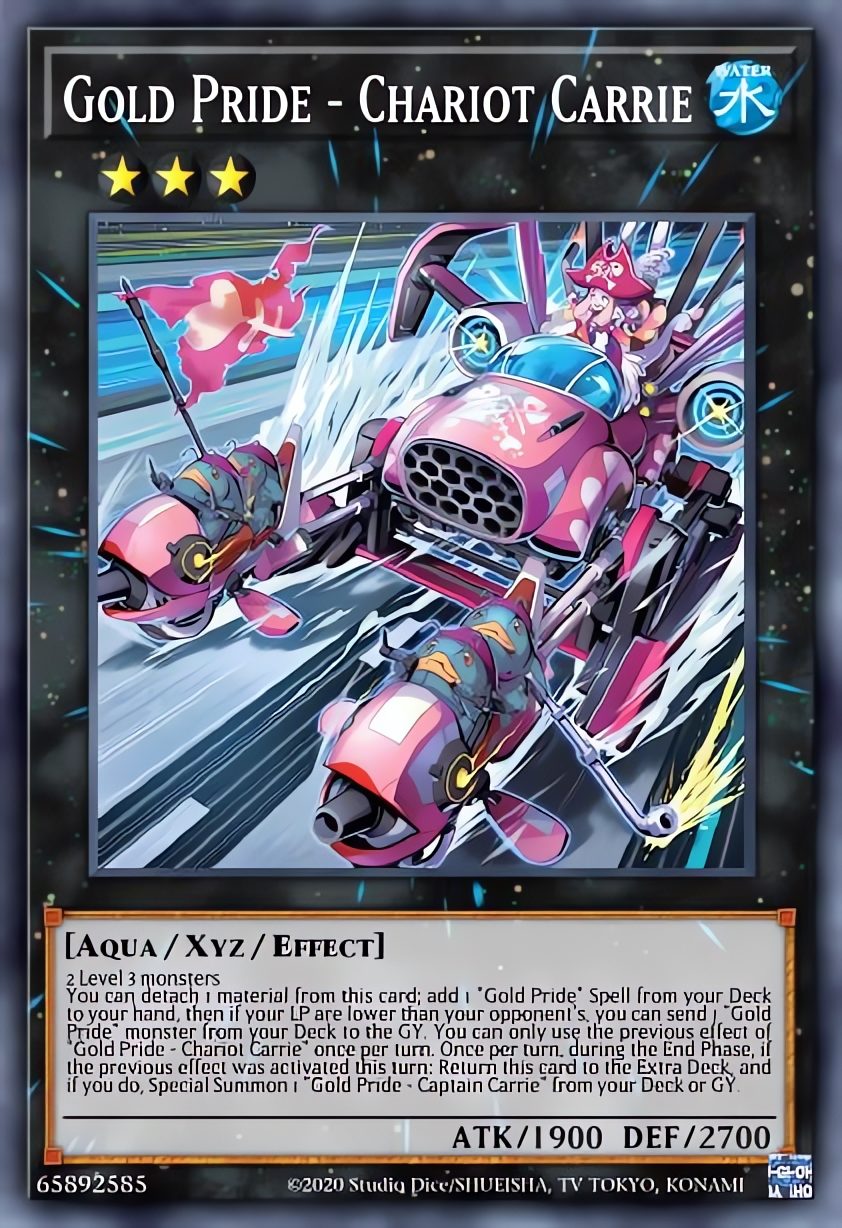 Gold Pride - Chariot Carrie
WATER
水
[Aqua / Xyz / Effect]
2 Level 3 monsters
You can detach 1 material from this card; add 1 "Gold Pride" Spell from your Deck
to your hand, then if your LP are lower than your opponent's, you can send 1 "Gold
Pride" monster from your Deck to the GY. You can only use the previous effect of
"Gold Pride - Chariot Carrie" once per turn. Once per turn, during the End Phase, if
the previous effect was activated this turn: Return this card to the Extra Deck, and
if you do, Special Summon 1 "Gold Pride - Captain Carrie" from your Deck or GY.
ATK/1900 DEF/2700
65892585
©2020 Studio Dice/SHUEISHA, TV TOKYO, KONAMI